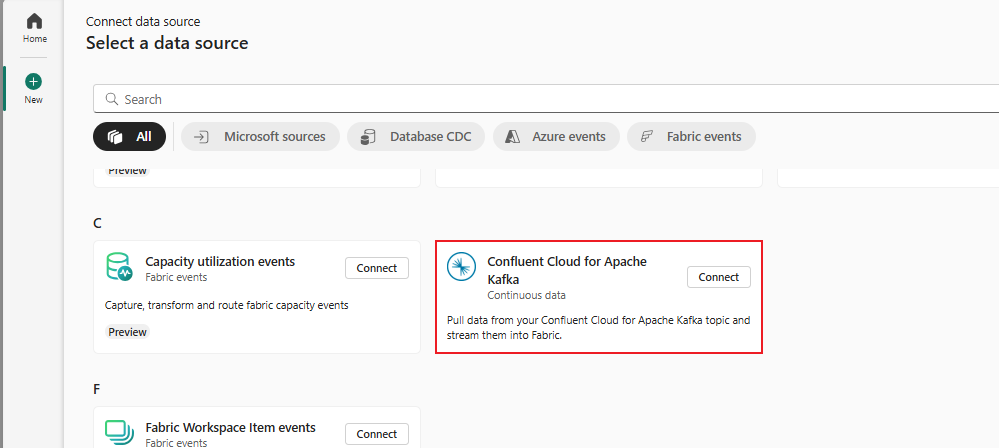 Connect data source
Home
Select a data source
New
Search
All
Microsoft sources
Database CDC
Azure events
Fabric events
Preview
C
Capacity utilization events
Fabric events
Connect
Capture, transform and route fabric capacity events
Preview
Confluent Cloud for Apache
Kafka
Continuous data
Connect
Pull data from your Confluent Cloud for Apache Kafka topic and
stream them into Fabric.
F
Fabric Workspace Item events
Fabric events
Connect